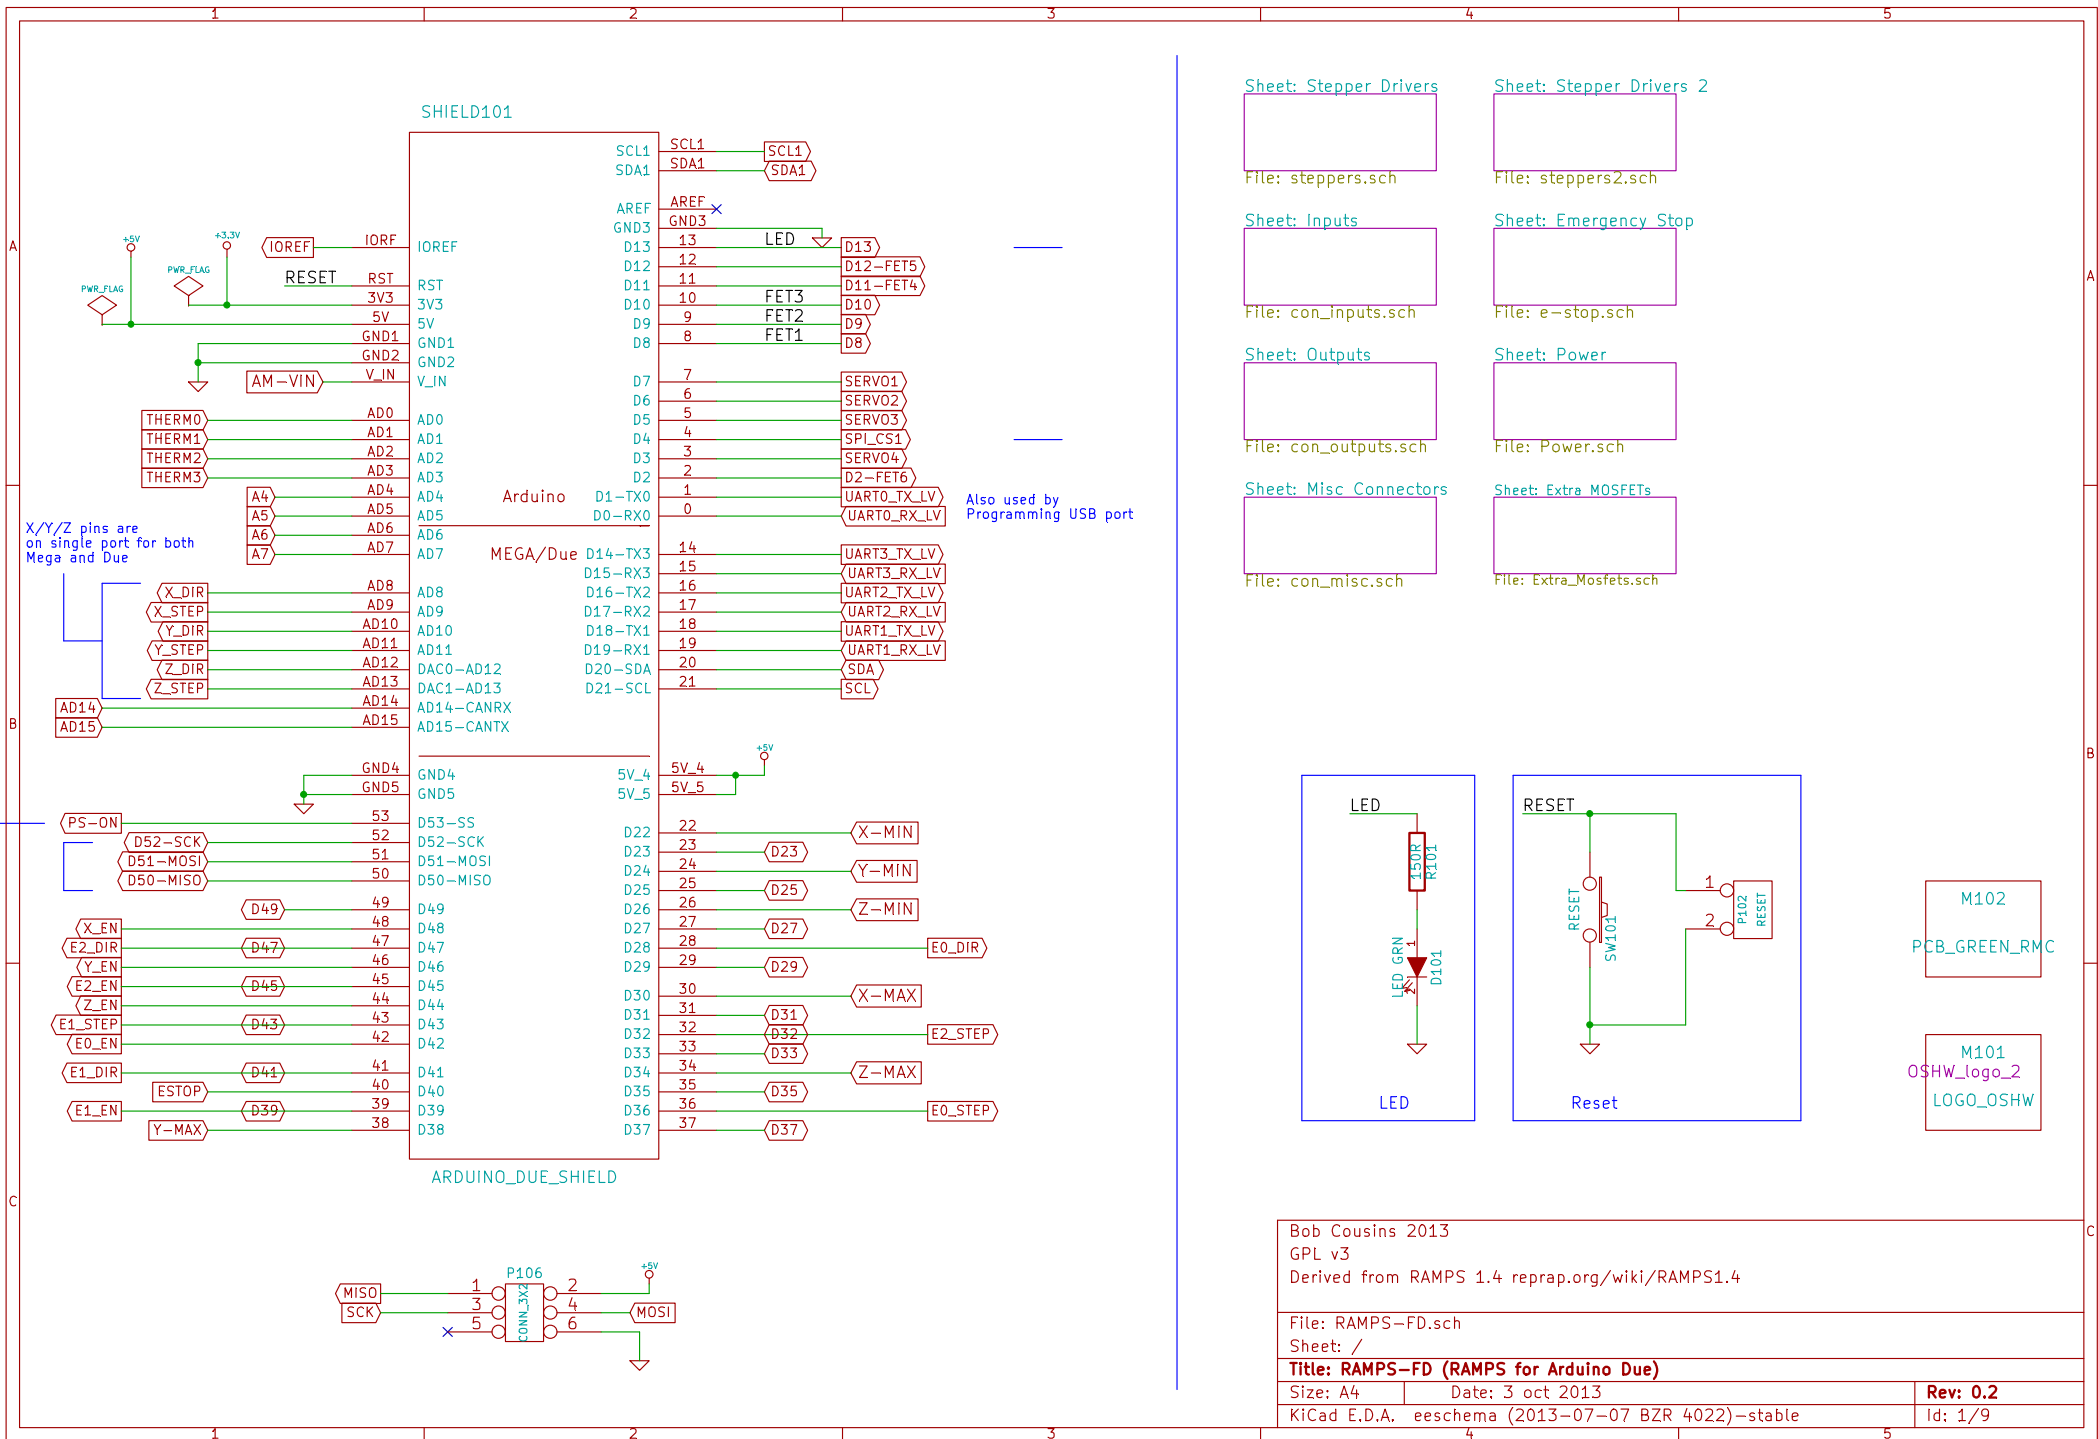 1 2 3 4 5
A
B
C
A
B
C
1 2 3 4 5
SHIELD101
SCL1 SCL1 SCL1
SDA1 SDA1 SDA1
AREF AREF
GND3 GND3
IOREF IORF IOREF
D13 13 LED D13
D12 12 D12-FET5
RESET RST RST
D11 11 D11-FET4
3V3 3V3
D10 10 FET3 D10
5V 5V
D9 9 FET2 D9
GND1 GND1
D8 8 FET1 D8
GND2 GND2
AM-VIN V_IN V_IN
D7 7 SERVO1
D6 6 SERVO2
THERM0 AD0 AD0
D5 5 SERVO3
THERM1 AD1 AD1
D4 4 SPI_CS1
THERM2 AD2 AD2
D3 3 SERVO4
THERM3 AD3 AD3
D2 2 D2-FET6
A4 AD4 AD4
Arduino
D1-TX0 1 UART0_TX_LV
A5 AD5 AD5
D0-RX0 0 UART0_RX_LV
A6 AD6 AD6
A7 AD7 AD7
MEGA/Due
D14-TX3 14 UART3_TX_LV
D15-RX3 15 UART3_RX_LV
X_DIR AD8 AD8
D16-TX2 16 UART2_TX_LV
X_STEP AD9 AD9
D17-RX2 17 UART2_RX_LV
Y_DIR AD10 AD10
D18-TX1 18 UART1_TX_LV
Y_STEP AD11 AD11
D19-RX1 19 UART1_RX_LV
Z_DIR AD12 DAC0-AD12
D20-SDA 20 SDA
Z_STEP AD13 DAC1-AD13
D21-SCL 21 SCL
AD14 AD14 AD14-CANRX
AD15 AD15 AD15-CANTX
+5V
+3.3V
PWR_FLAG
PWR_FLAG
X/Y/Z pins are
on single port for both
Mega and Due
Also used by
Programming USB port
+5V
GND4 GND4
5V_4 5V_4
GND5 GND5
5V_5 5V_5
PS-ON 53 D53-SS
D22 22 X-MIN
D52-SCK 52 D52-SCK
D23 23 D23
D51-MOSI 51 D51-MOSI
D24 24 Y-MIN
D50-MISO 50 D50-MISO
D25 25 D25
D49 49 D49
D26 26 Z-MIN
X_EN 48 D48
D27 27 D27
E2_DIR D47 47 D47
D28 28 E0_DIR
Y_EN 46 D46
D29 29 D29
E2_EN D45 45 D45
D30 30 X-MAX
Z_EN 44 D44
D31 31 D31
E1_STEP D43 43 D43
D32 32 D32 E2_STEP
E0_EN 42 D42
D33 33 D33
E1_DIR D41 41 D41
D34 34 Z-MAX
ESTOP 40 D40
D35 35 D35
E1_EN D39 39 D39
D36 36 E0_STEP
Y-MAX 38 D38
D37 37 D37
ARDUINO_DUE_SHIELD
P106
+5V
MISO 1 2
SCK 3 4 MOSI
5 6
CONN_3X2
Sheet: Stepper Drivers
File: steppers.sch
Sheet: Stepper Drivers 2
File: steppers2.sch
Sheet: Inputs
File: con_inputs.sch
Sheet: Emergency Stop
File: e-stop.sch
Sheet: Outputs
File: con_outputs.sch
Sheet: Power
File: Power.sch
Sheet: Misc Connectors
File: con_misc.sch
Sheet: Extra MOSFETs
File: Extra_Mosfets.sch
LED
150R
R101
1
LED GRN
D101
2
LED
RESET
RESET
SW101
1
2
P102
RESET
Reset
M102
PCB_GREEN_RMC
M101
OSHW_logo_2
LOGO_OSHW
Bob Cousins 2013
GPL v3
Derived from RAMPS 1.4 reprap.org/wiki/RAMPS1.4
File: RAMPS-FD.sch
Sheet: /
Title: RAMPS-FD (RAMPS for Arduino Due)
Size: A4 Date: 3 oct 2013 Rev: 0.2
KiCad E.D.A. eeschema (2013-07-07 BZR 4022)-stable Id: 1/9